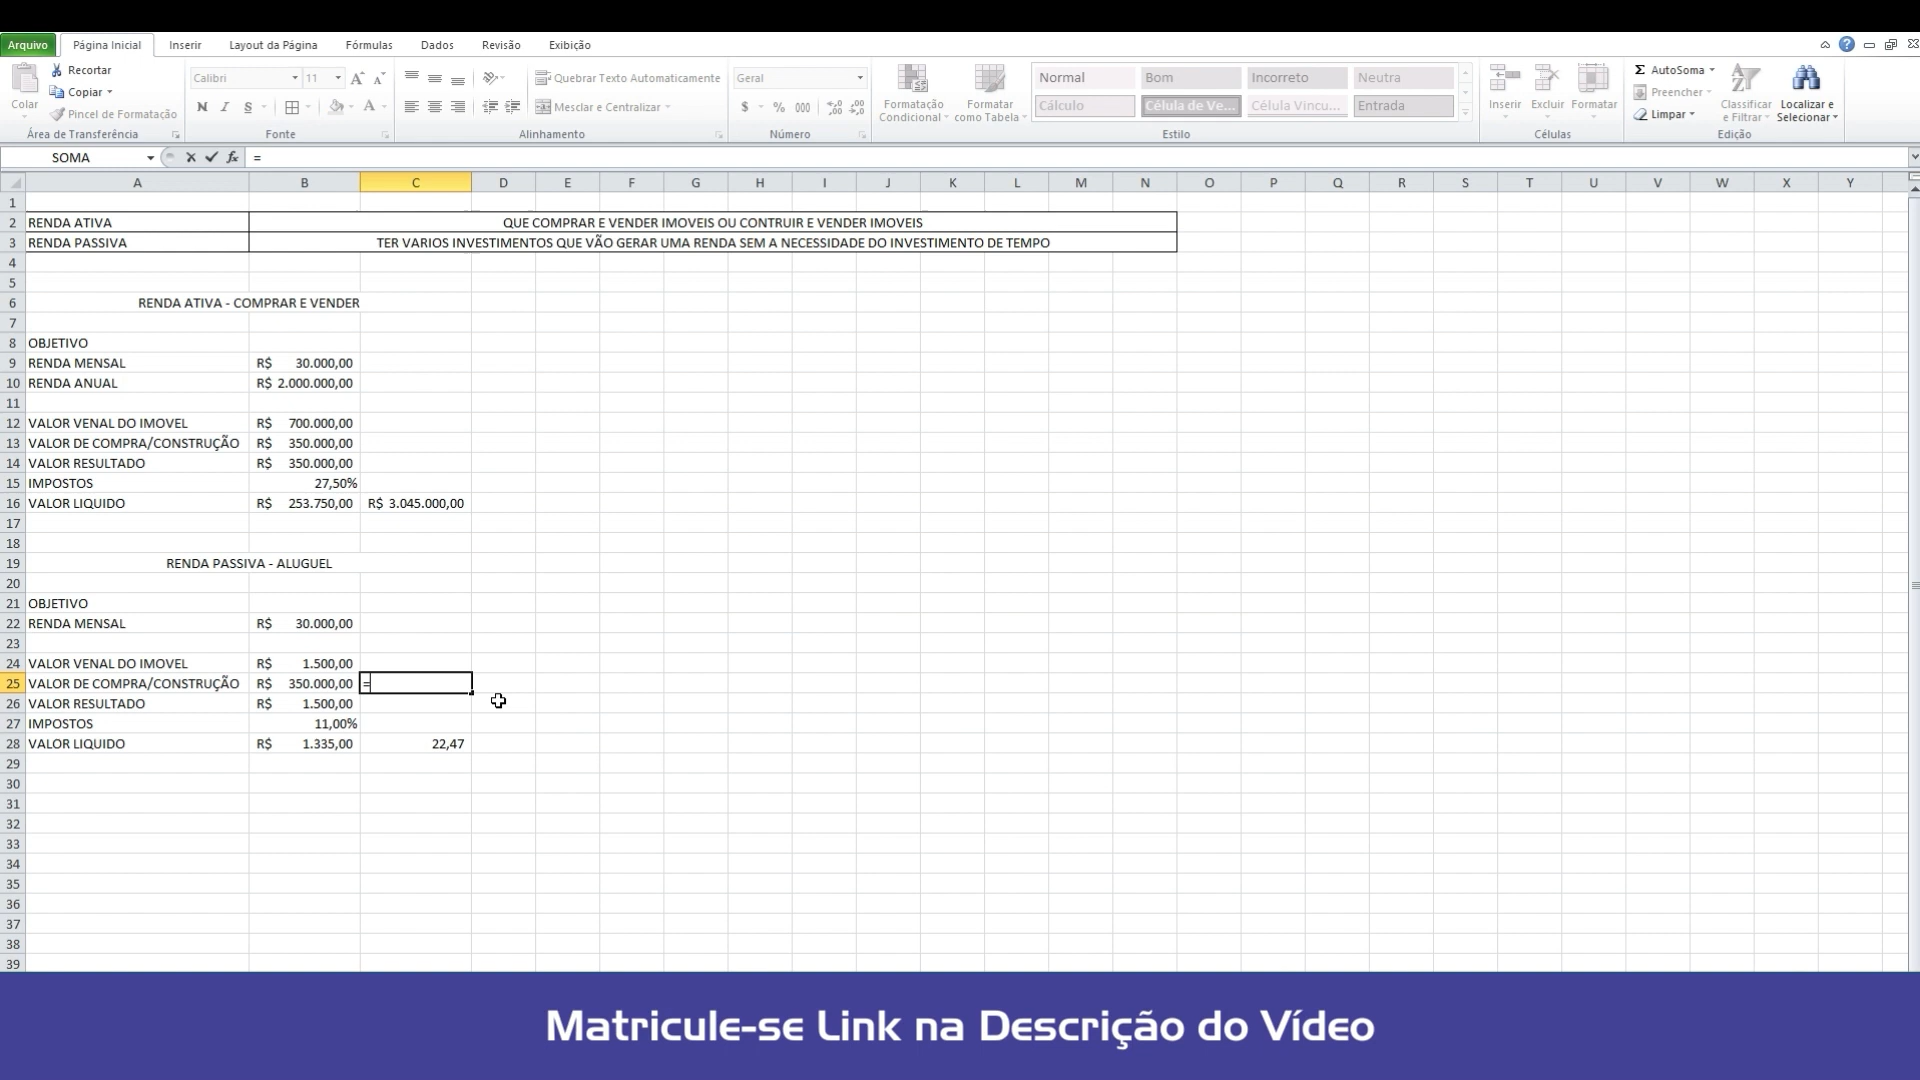 Arquivo Página Inicial Inserir Layout da Página Fórmulas Dados Revisão Exibição
Recortar Calibri 11 Quebrar Texto Automaticamente Geral Normal Bom Incorreto Neutra Σ AutoSoma
Colar Copiar Preencher
N I S Mesclar e Centralizar $ % 000 Formatação Condicional Formatar como Tabela Cálculo Célula de Ve... Célula Vincu... Entrada Inserir Excluir Formatar Classificar e Filtrar Localizar e Selecionar
Pincel de Formatação Limpar
Área de Transferência Fonte Alinhamento Número Estilo Células Edição
SOMA fx =
A B C D E F G H I J K L M N O P Q R S T U V W X Y
1
2 RENDA ATIVA QUE COMPRAR E VENDER IMOVEIS OU CONTRUIR E VENDER IMOVEIS
3 RENDA PASSIVA TER VARIOS INVESTIMENTOS QUE VÃO GERAR UMA RENDA SEM A NECESSIDADE DO INVESTIMENTO DE TEMPO
4
5
6 RENDA ATIVA - COMPRAR E VENDER
7
8 OBJETIVO
9 RENDA MENSAL R$ 30.000,00
10 RENDA ANUAL R$ 2.000.000,00
11
12 VALOR VENAL DO IMOVEL R$ 700.000,00
13 VALOR DE COMPRA/CONSTRUÇÃO R$ 350.000,00
14 VALOR RESULTADO R$ 350.000,00
15 IMPOSTOS 27,50%
16 VALOR LIQUIDO R$ 253.750,00 R$ 3.045.000,00
17
18
19 RENDA PASSIVA - ALUGUEL
20
21 OBJETIVO
22 RENDA MENSAL R$ 30.000,00
23
24 VALOR VENAL DO IMOVEL R$ 1.500,00
25 VALOR DE COMPRA/CONSTRUÇÃO R$ 350.000,00 =
26 VALOR RESULTADO R$ 1.500,00
27 IMPOSTOS 11,00%
28 VALOR LIQUIDO R$ 1.335,00 22,47
29
30
31
32
33
34
35
36
37
38
39
Matricule-se Link na Descrição do Vídeo